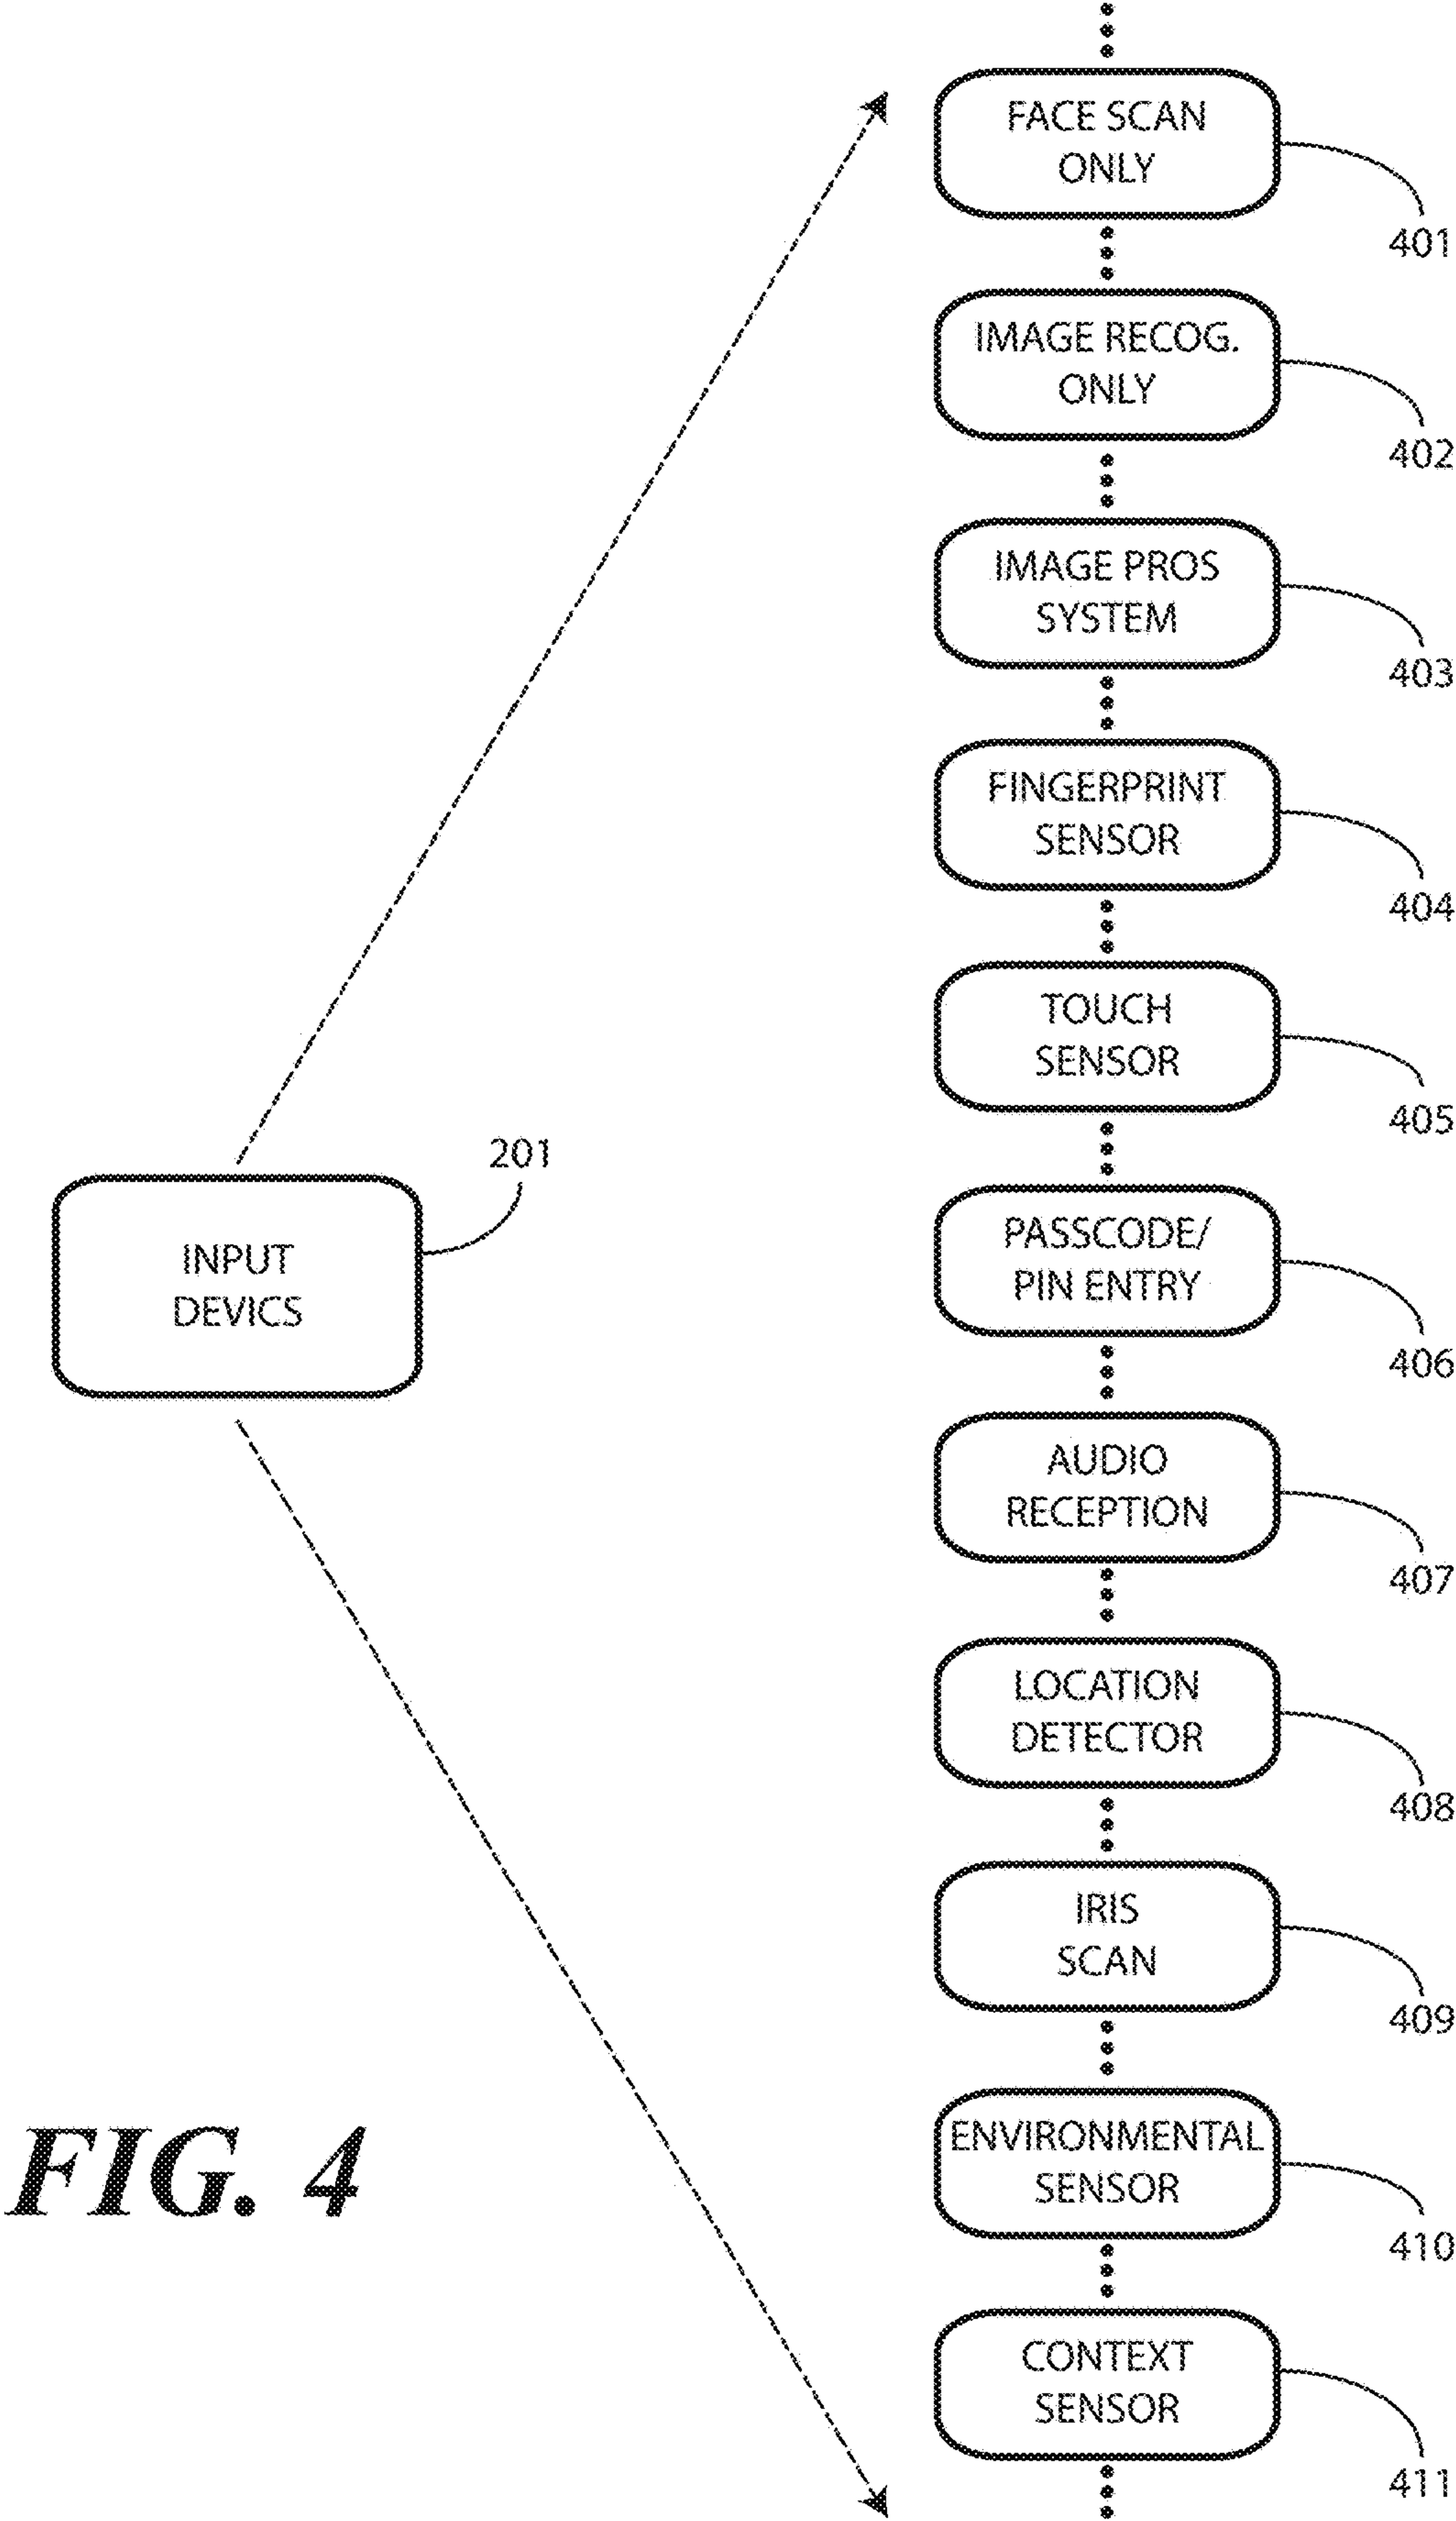 FACE SCAN
ONLY
401
IMAGE RECOG.
ONLY
402
IMAGE PROS
SYSTEM
403
FINGERPRINT
SENSOR
404
TOUCH
SENSOR
405
201
INPUT
DEVICS
PASSCODE/
PIN ENTRY
406
AUDIO
RECEPTION
407
LOCATION
DETECTOR
408
IRIS
SCAN
409
ENVIRONMENTAL
SENSOR
410
CONTEXT
SENSOR
411
FIG. 4